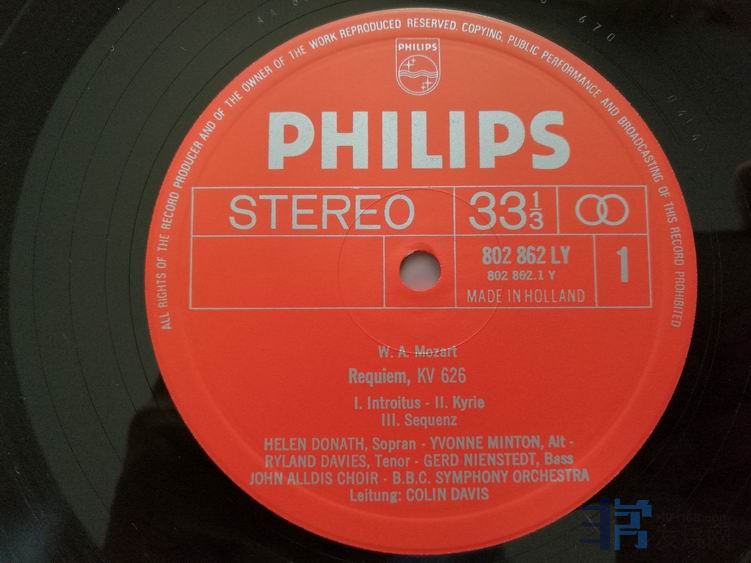 ALL RIGHTS OF THE RECORD PRODUCER AND OF THE OWNER OF THE WORK REPRODUCED RESERVED. COPYING, PUBLIC PERFORMANCE AND BROADCASTING OF THIS RECORD PROHIBITED
PHILIPS
PHILIPS
STEREO 33 1/3
802 862 LY 1
802 862.1 Y
MADE IN HOLLAND
W. A. Mozart
Requiem, KV 626
I. Introitus - II. Kyrie
III. Sequenz
HELEN DONATH, Sopran - YVONNE MINTON, Alt -
RYLAND DAVIES, Tenor - GERD NIENSTEDT, Bass
JOHN ALLDIS CHOIR - B.B.C. SYMPHONY ORCHESTRA
Leitung: COLIN DAVIS
670